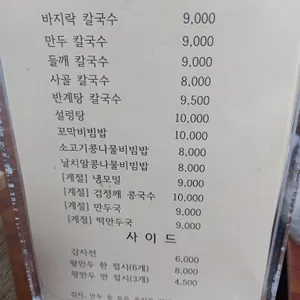 바지락 칼국수 9,000
만두 칼국수 9,000
들깨 칼국수 9,000
사골 칼국수 8,000
반계탕 칼국수 9,500
설렁탕 10,000
꼬막비빔밥 10,000
소고기콩나물비빔밥 8,000
날치알콩나물비빔밥 8,000
[계절] 냉모밀 9,000
[계절] 검정깨 콩국수 10,000
[계절] 만두국 9,000
[계절] 떡만두국 9,000
사 이 드
감자전 6,000
왕만두 한 접시(6개) 8,000
왕만두 반 접시(3개) 4,500